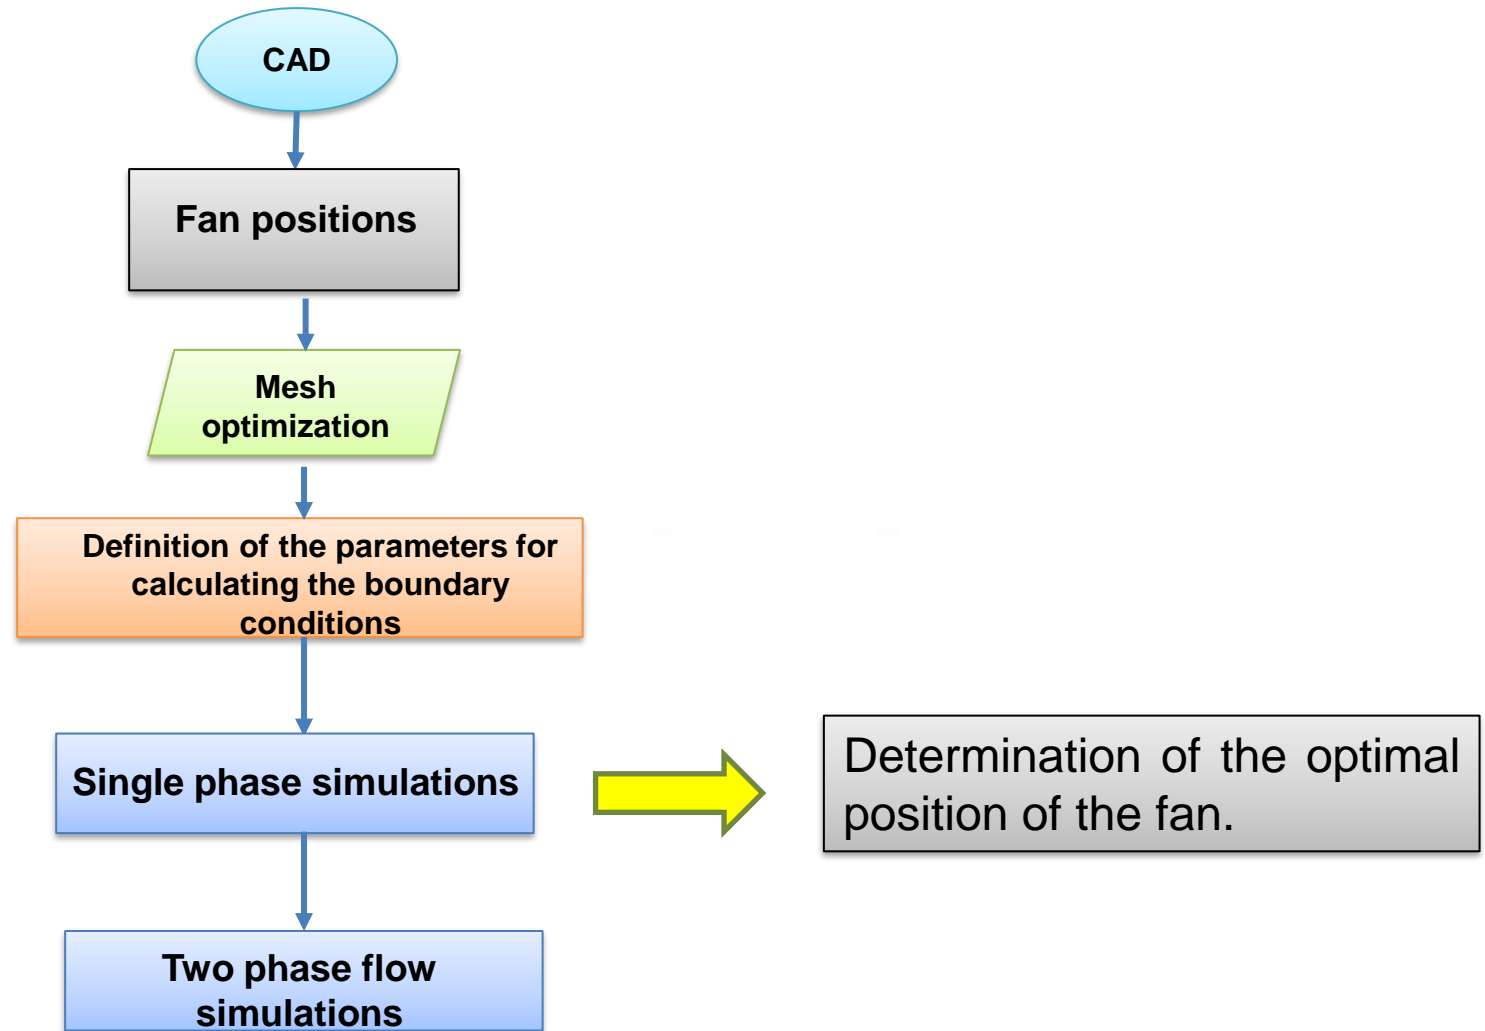 CAD
Fan positions
Mesh
optimization
Definition of the parameters for
calculating the boundary
conditions
Single phase simulations
Determination of the optimal
position of the fan.
Two phase flow
simulations